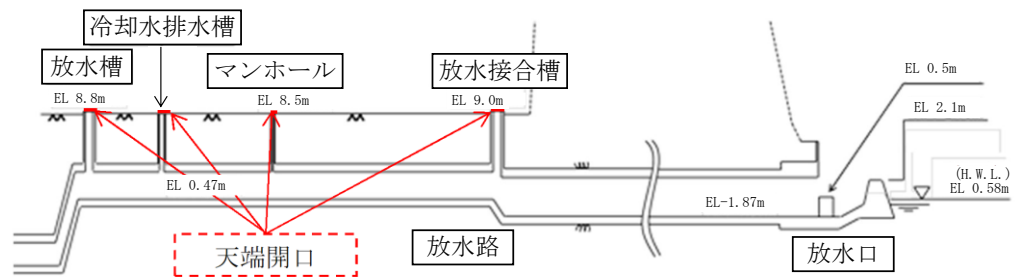 冷却水排水槽
放水槽
マンホール
放水接合槽
EL 0.5m
EL 8.8m
EL 8.5m
EL 9.0m
EL 2.1m
(H.W.L.)
EL 0.58m
EL 0.47m
EL-1.87m
天端開口
放水路
放水口